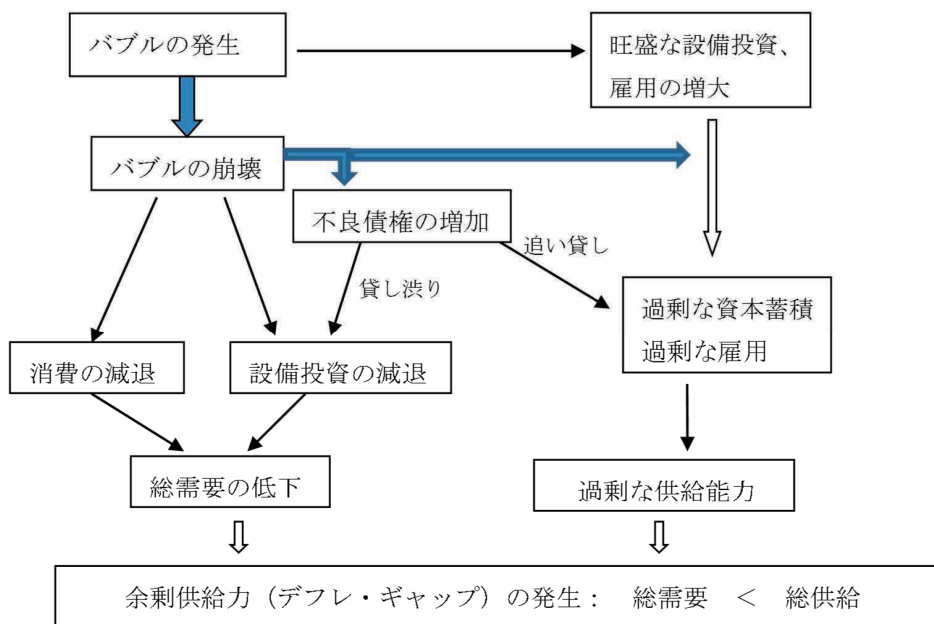 バブルの発生
旺盛な設備投資、
雇用の増大
バブルの崩壊
不良債権の増加
追い貸し
貸し渋り
過剰な資本蓄積
過剰な雇用
消費の減退
設備投資の減退
総需要の低下
過剰な供給能力
余剰供給力（デフレ・ギャップ）の発生： 総需要 ＜ 総供給